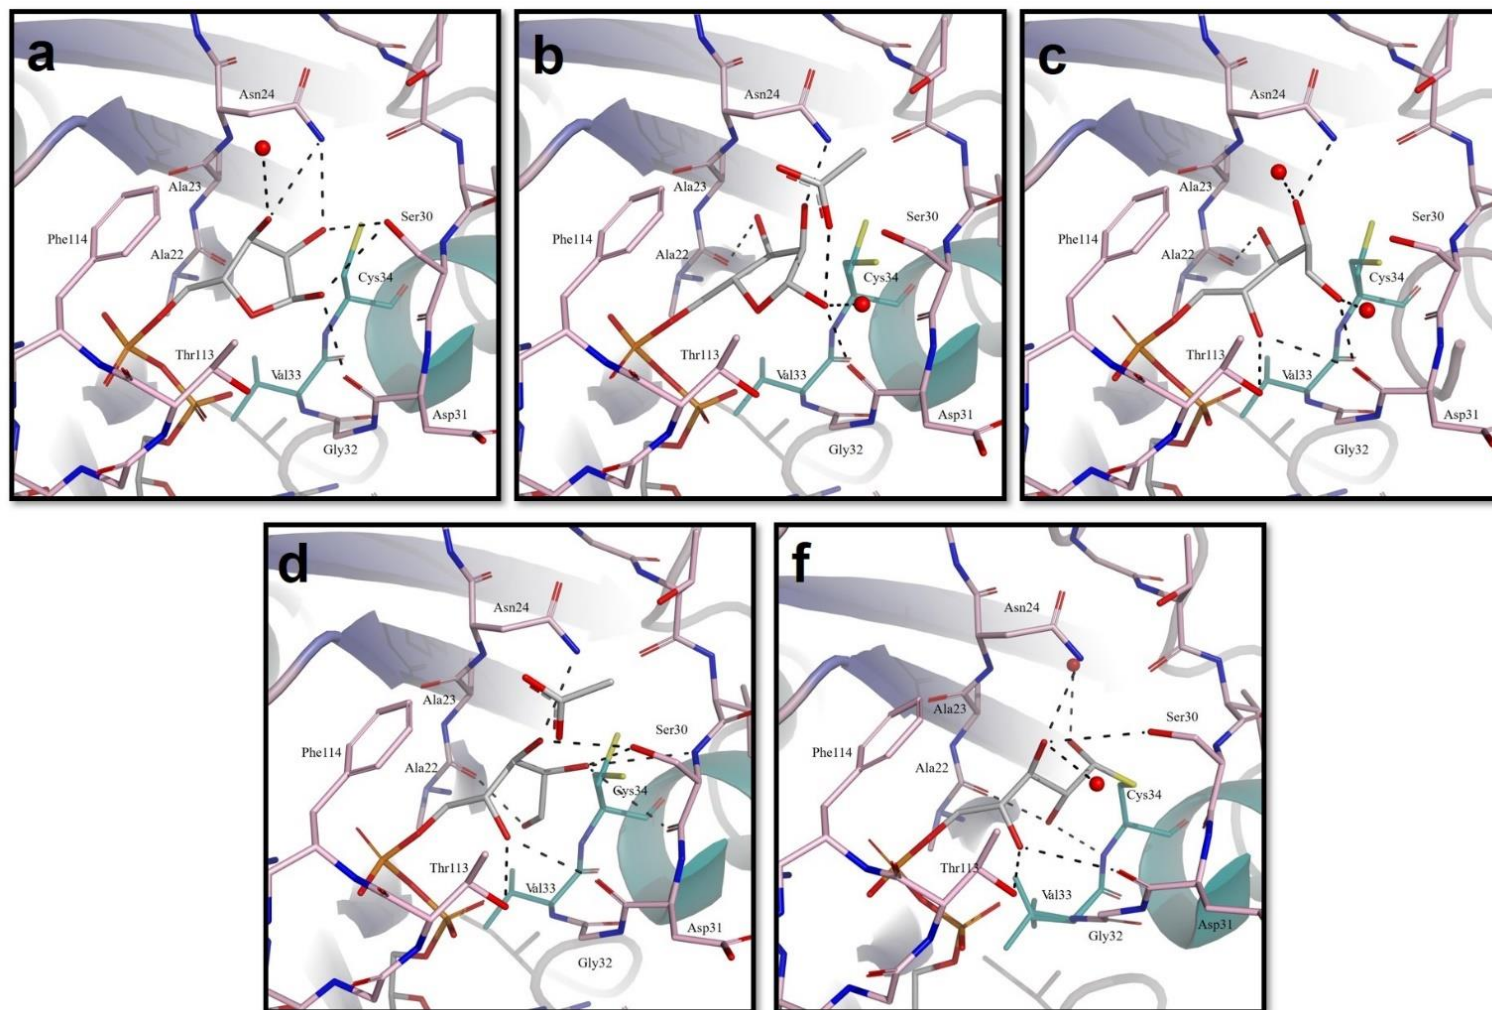 a
Asn24
Ala23
Phe114
Ala22
Ser30
Cys34
Thr113
Val33
Asp31
Gly32
b
Asn24
Ala23
Phe114
Ala22
Ser30
Cys34
Thr113
Val33
Asp31
Gly32
c
Asn24
Ala23
Phe114
Ala22
Ser30
Cys34
Thr113
Val33
Asp31
Gly32
d
Asn24
Ala23
Phe114
Ala22
Ser30
Cys34
Thr113
Val33
Asp31
Gly32
f
Asn24
Ala23
Phe114
Ala22
Ser30
Cys34
Thr113
Val33
Asp31
Gly32